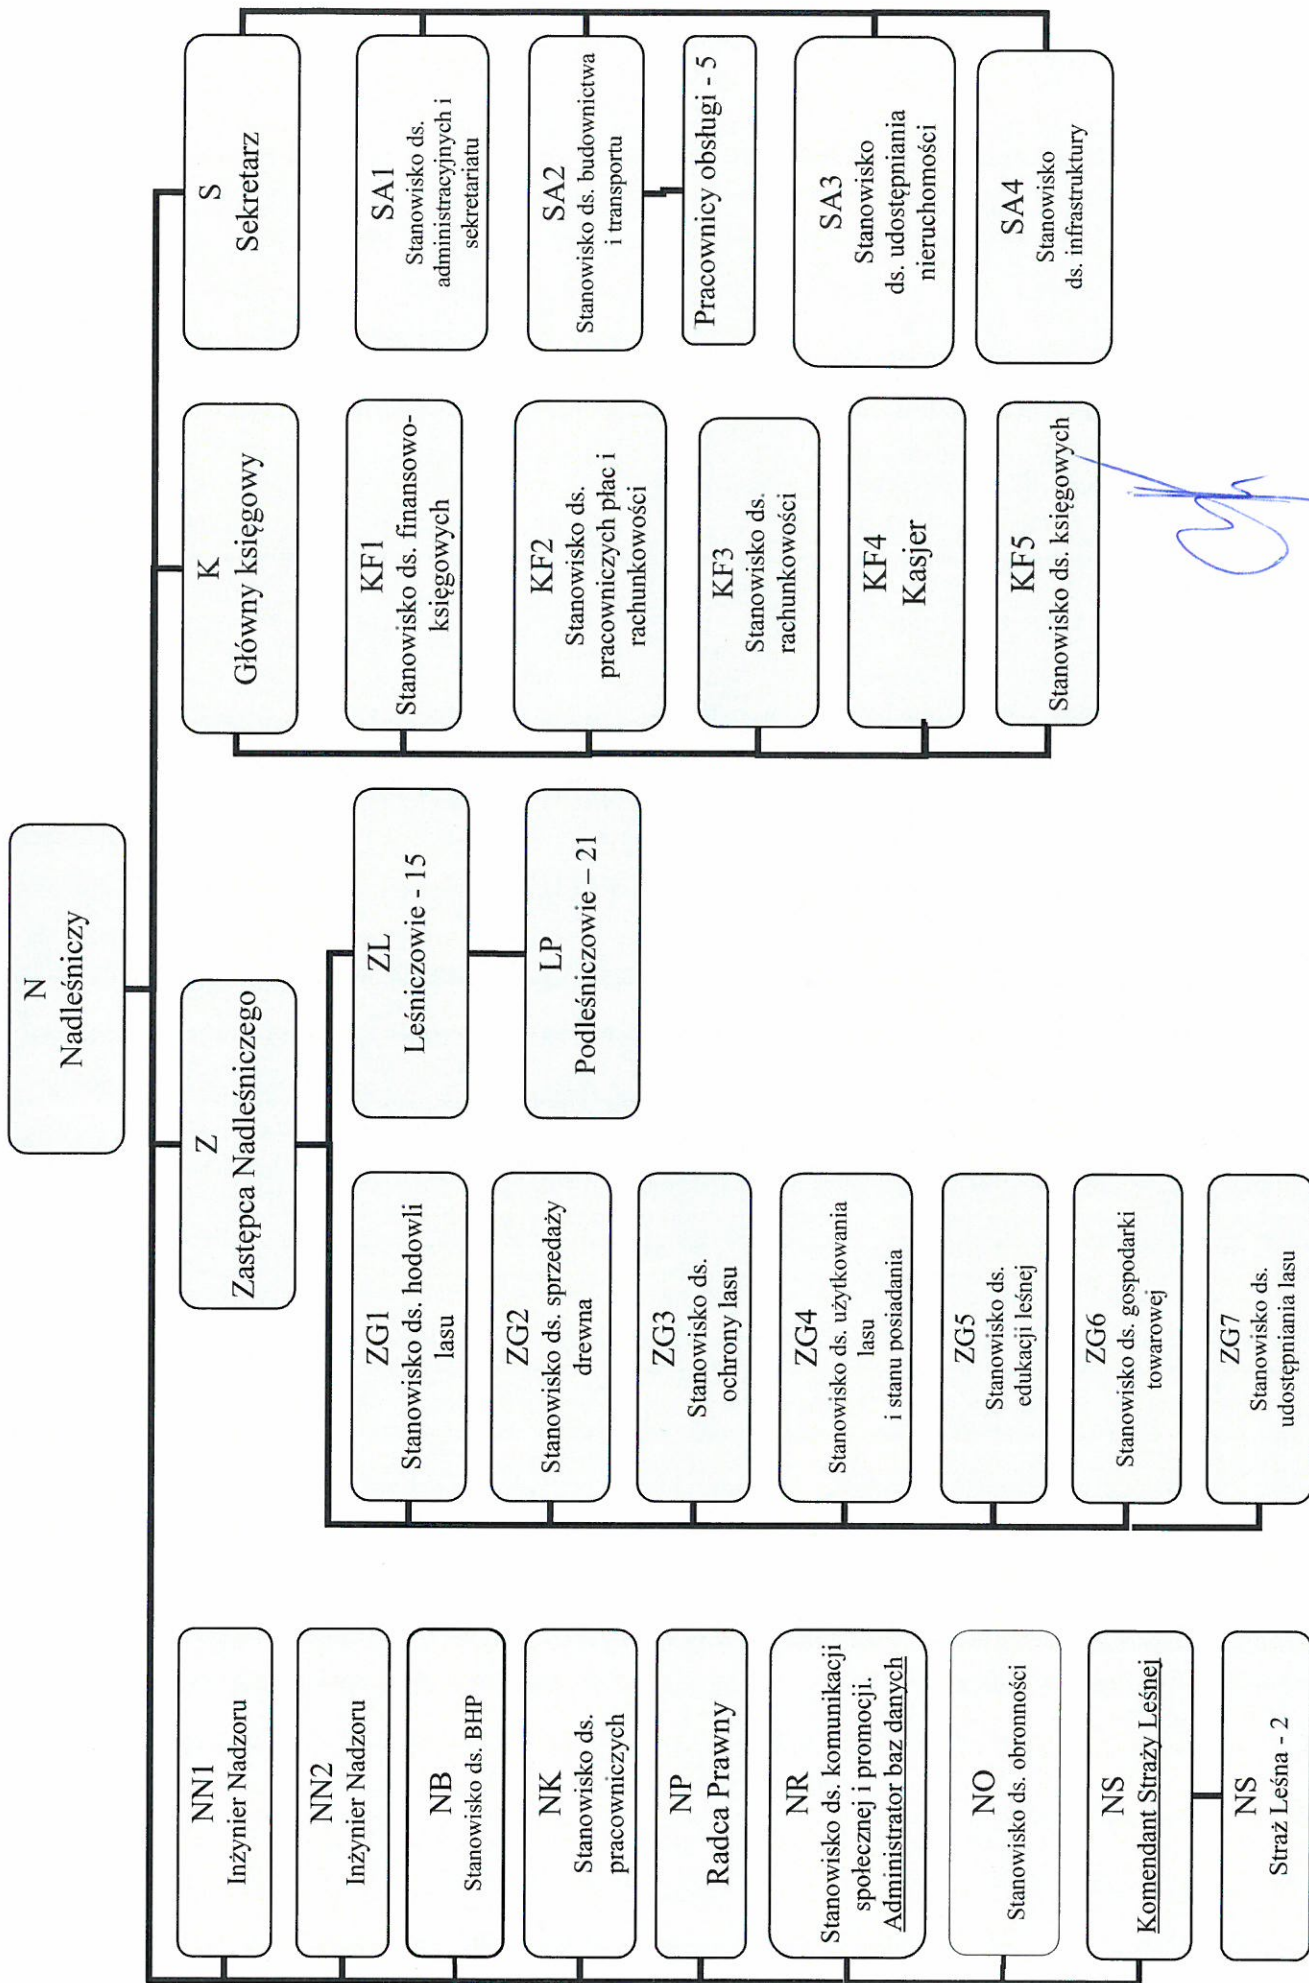 N
Nadleśniczy
NN1
Inżynier Nadzoru
NN2
Inżynier Nadzoru
NB
Stanowisko ds. BHP
NK
Stanowisko ds.
pracowniczych
NP
Radca Prawny
NR
Stanowisko ds. komunikacji
społecznej i promocji.
Administrator baz danych
NO
Stanowisko ds. obronności
NS
Komendant Straży Leśnej
NS
Straż Leśna - 2
Z
Zastępca Nadleśniczego
ZG1
Stanowisko ds. hodowli
lasu
ZG2
Stanowisko ds. sprzedaży
drewna
ZG3
Stanowisko ds.
ochrony lasu
ZG4
Stanowisko ds. użytkowania
lasu
i stanu posiadania
ZG5
Stanowisko ds.
edukacji leśnej
ZG6
Stanowisko ds. gospodarki
towarowej
ZG7
Stanowisko ds.
udostępniania lasu
ZL
Leśniczowie - 15
LP
Podleśniczowie – 21
K
Główny księgowy
KF1
Stanowisko ds. finansowo-
księgowych
KF2
Stanowisko ds.
pracowniczych płac i
rachunkowości
KF3
Stanowisko ds.
rachunkowości
KF4
Kasjer
KF5
Stanowisko ds. księgowych
S
Sekretarz
SA1
Stanowisko ds.
administracyjnych i
sekretariatu
SA2
Stanowisko ds. budownictwa
i transportu
Pracownicy obsługi - 5
SA3
Stanowisko
ds. udostępniania
nieruchomości
SA4
Stanowisko
ds. infrastruktury